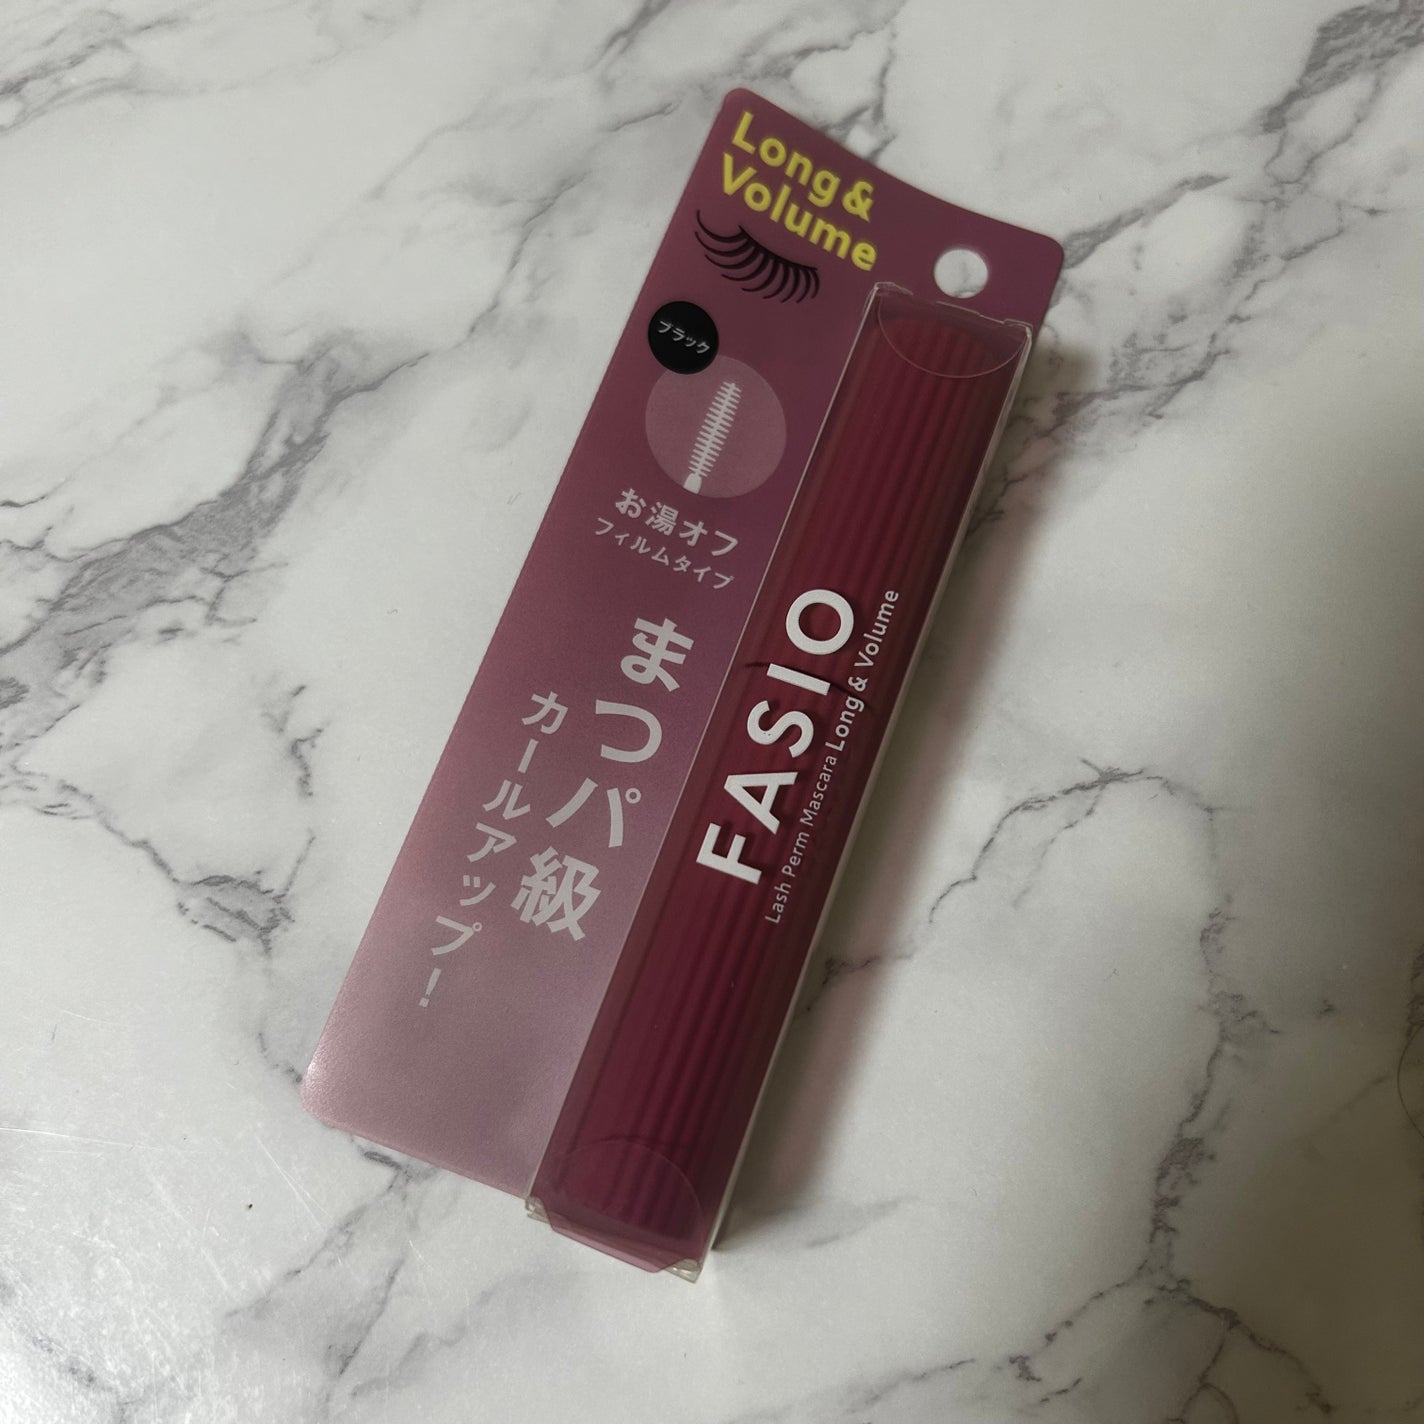 Long &
Volume
ブラック
お湯オフ
フィルムタイプ
まつパ級
カールアップ!
FASIO
Lash Perm Mascara Long & Volume